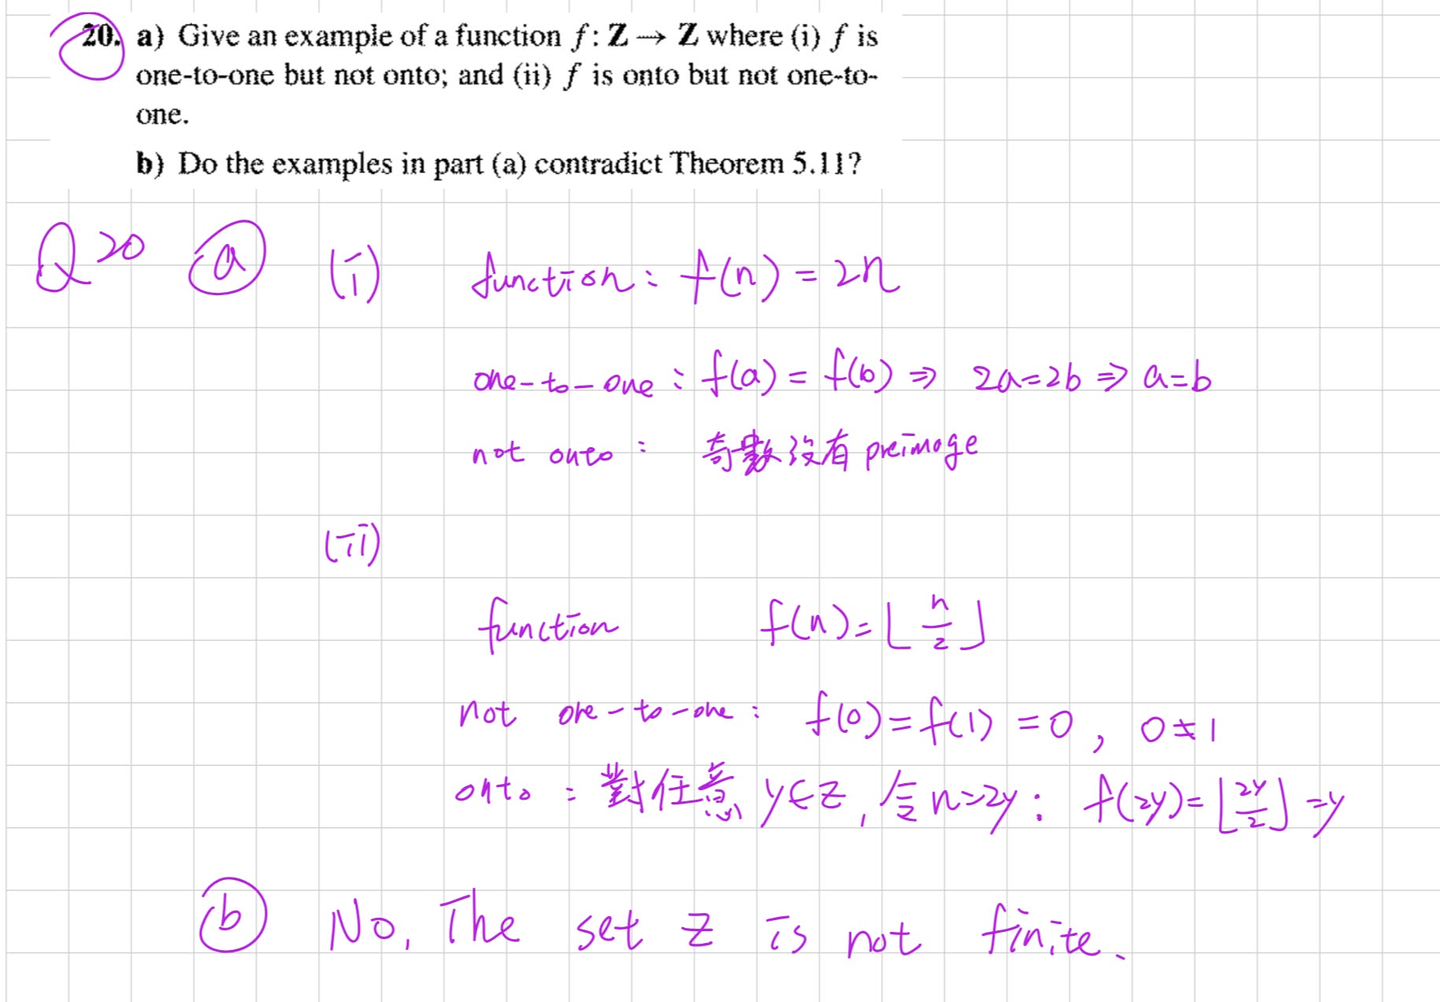 20. a) Give an example of a function f: Z → Z where (i) f is
one-to-one but not onto; and (ii) f is onto but not one-to-
one.
b) Do the examples in part (a) contradict Theorem 5.11?
Q20 ⓐ (i) function: f(n) = 2n
one-to-one: f(a) = f(b) ⇒ 2a=2b ⇒ a=b
not onto: 奇數沒有 preimage
(ii)
function f(n)=⌊n/2⌋
not one-to-one: f(0)=f(1)=0, 0≠1
onto: 對任意 y∈Z, 令 n=2y: f(2y)=⌊2y/2⌋=y
ⓑ No, The set Z is not finite.